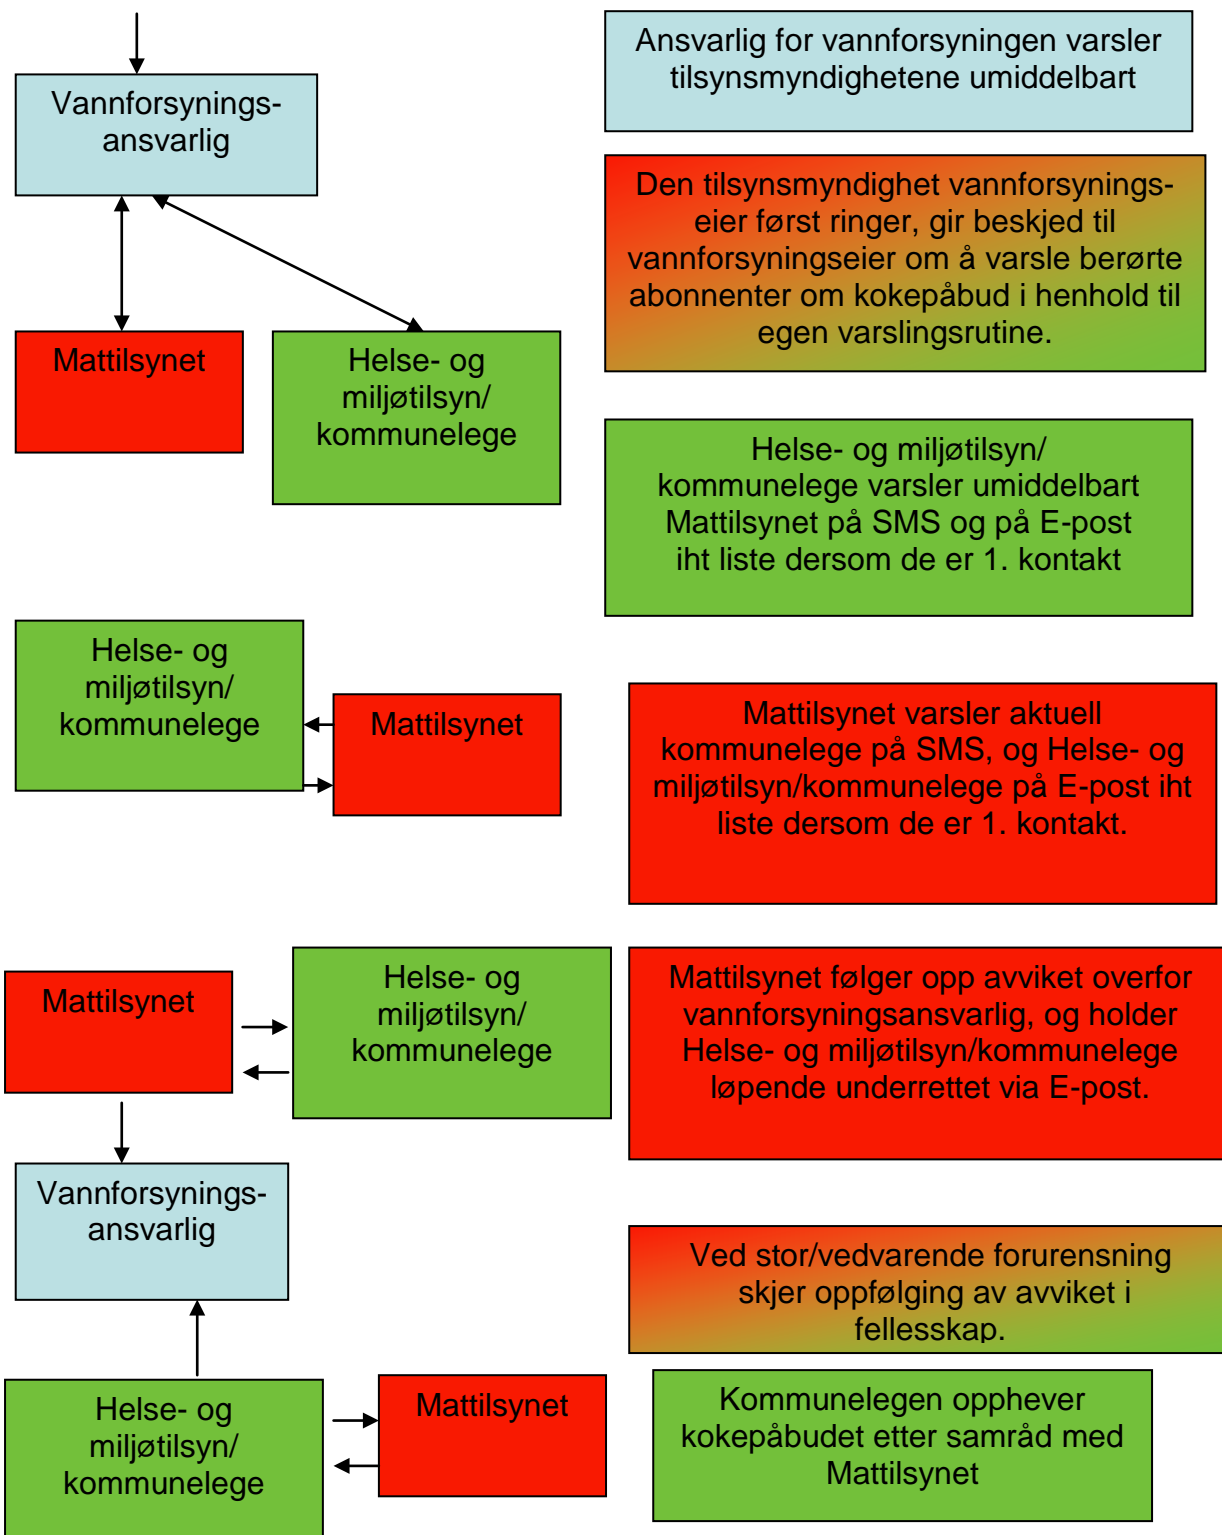 Vannforsynings-
ansvarlig
Ansvarlig for vannforsyningen varsler
tilsynsmyndighetene umiddelbart
Den tilsynsmyndighet vannforsynings-
eier først ringer, gir beskjed til
vannforsyningseier om å varsle berørte
abonnenter om kokepåbud i henhold til
egen varslingsrutine.
Mattilsynet
Helse- og
miljøtilsyn/
kommunelege
Helse- og miljøtilsyn/
kommunelege varsler umiddelbart
Mattilsynet på SMS og på E-post
iht liste dersom de er 1. kontakt
Helse- og
miljøtilsyn/
kommunelege
Mattilsynet
Mattilsynet varsler aktuell
kommunelege på SMS, og Helse- og
miljøtilsyn/kommunelege på E-post iht
liste dersom de er 1. kontakt.
Mattilsynet
Helse- og
miljøtilsyn/
kommunelege
Mattilsynet følger opp avviket overfor
vannforsyningsansvarlig, og holder
Helse- og miljøtilsyn/kommunelege
løpende underrettet via E-post.
Vannforsynings-
ansvarlig
Ved stor/vedvarende forurensning
skjer oppfølging av avviket i
fellesskap.
Helse- og
miljøtilsyn/
kommunelege
Mattilsynet
Kommunelegen opphever
kokepåbudet etter samråd med
Mattilsynet